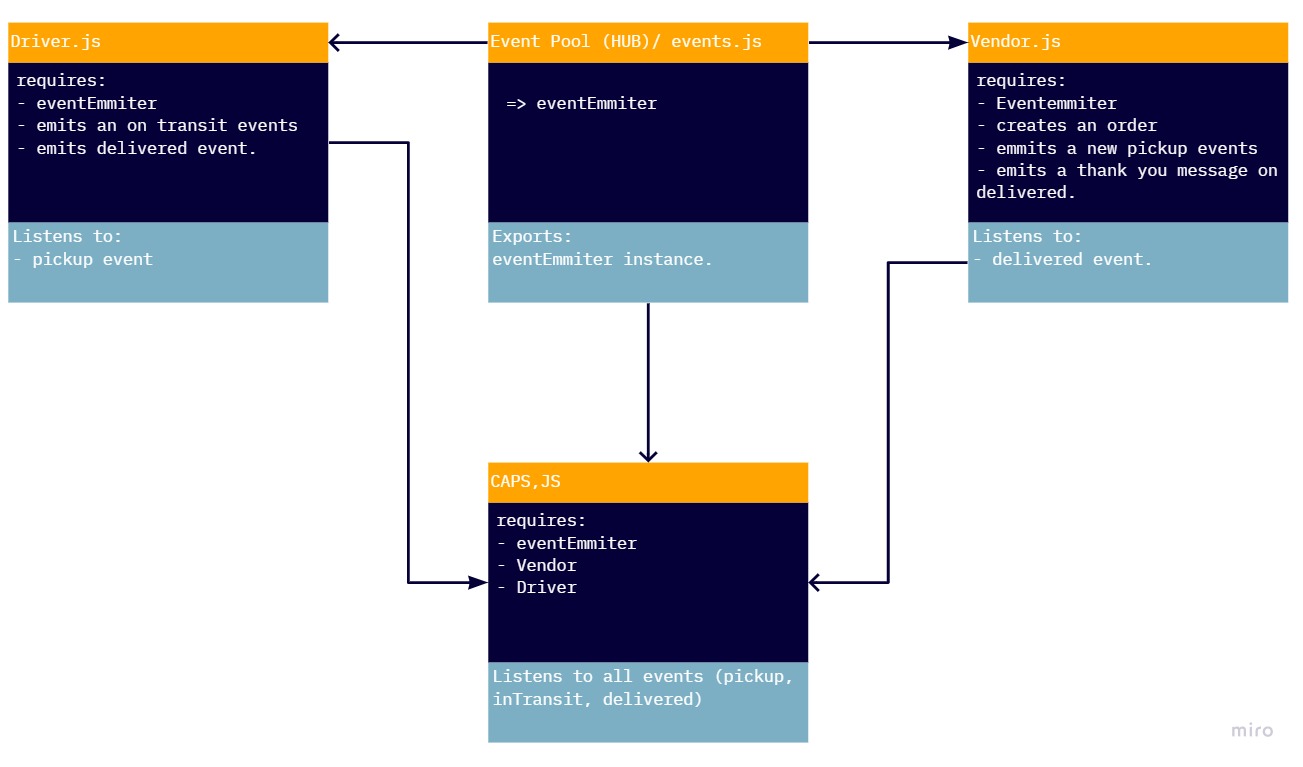 Driver.js
requires:
- eventEmmiter
- emits an on transit events
- emits delivered event.
Listens to:
- pickup event
Event Pool (HUB)/ events.js
=> eventEmmiter
Exports:
eventEmmiter instance.
Vendor.js
requires:
- Eventemmiter
- creates an order
- emmits a new pickup events
- emits a thank you message on
delivered.
Listens to:
- delivered event.
CAPS,JS
requires:
- eventEmmiter
- Vendor
- Driver
Listens to all events (pickup,
inTransit, delivered)
miro